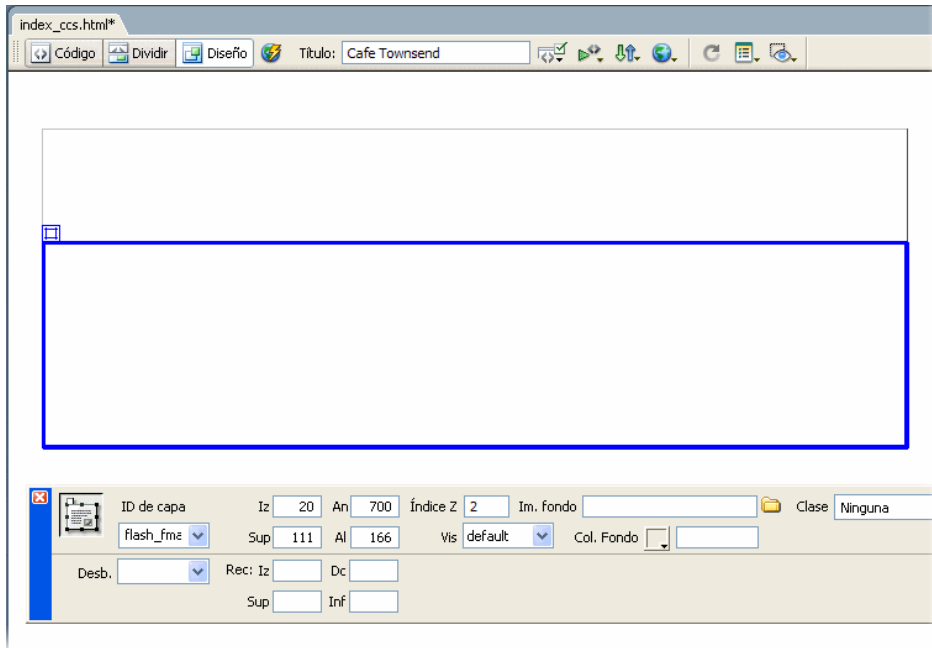 index_ccs.html*
Código Dividir Diseño Título: Cafe Townsend
ID de capa Iz 20 An 700 Índice Z 2 Im. fondo Clase Ninguna
flash_fma Sup 111 Al 166 Vis default Col. Fondo
Desb. Rec: Iz Dc
Sup Inf